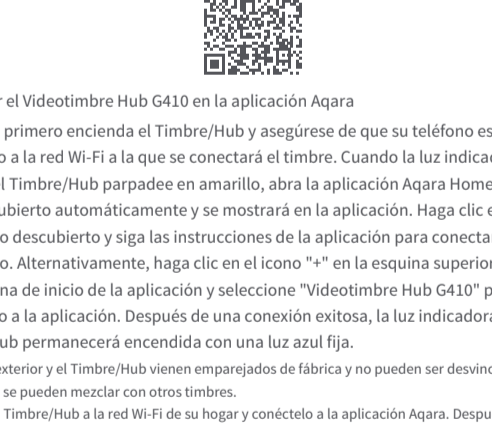 r el Videotimbre Hub G410 en la aplicación Aqara
primero encienda el Timbre/Hub y asegúrese de que su teléfono es
o a la red Wi-Fi a la que se conectará el timbre. Cuando la luz indica
l Timbre/Hub parpadee en amarillo, abra la aplicación Aqara Home
ubierto automáticamente y se mostrará en la aplicación. Haga clic e
o descubierto y siga las instrucciones de la aplicación para conecta
o. Alternativamente, haga clic en el icono "+" en la esquina superior
na de inicio de la aplicación y seleccione "Videotimbre Hub G410" p
o a la aplicación. Después de una conexión exitosa, la luz indicadora
ub permanecerá encendida con una luz azul fija.
exterior y el Timbre/Hub vienen emparejados de fábrica y no pueden ser desvinc
se pueden mezclar con otros timbres.
Timbre/Hub a la red Wi-Fi de su hogar y conéctelo a la aplicación Aqara. Despu